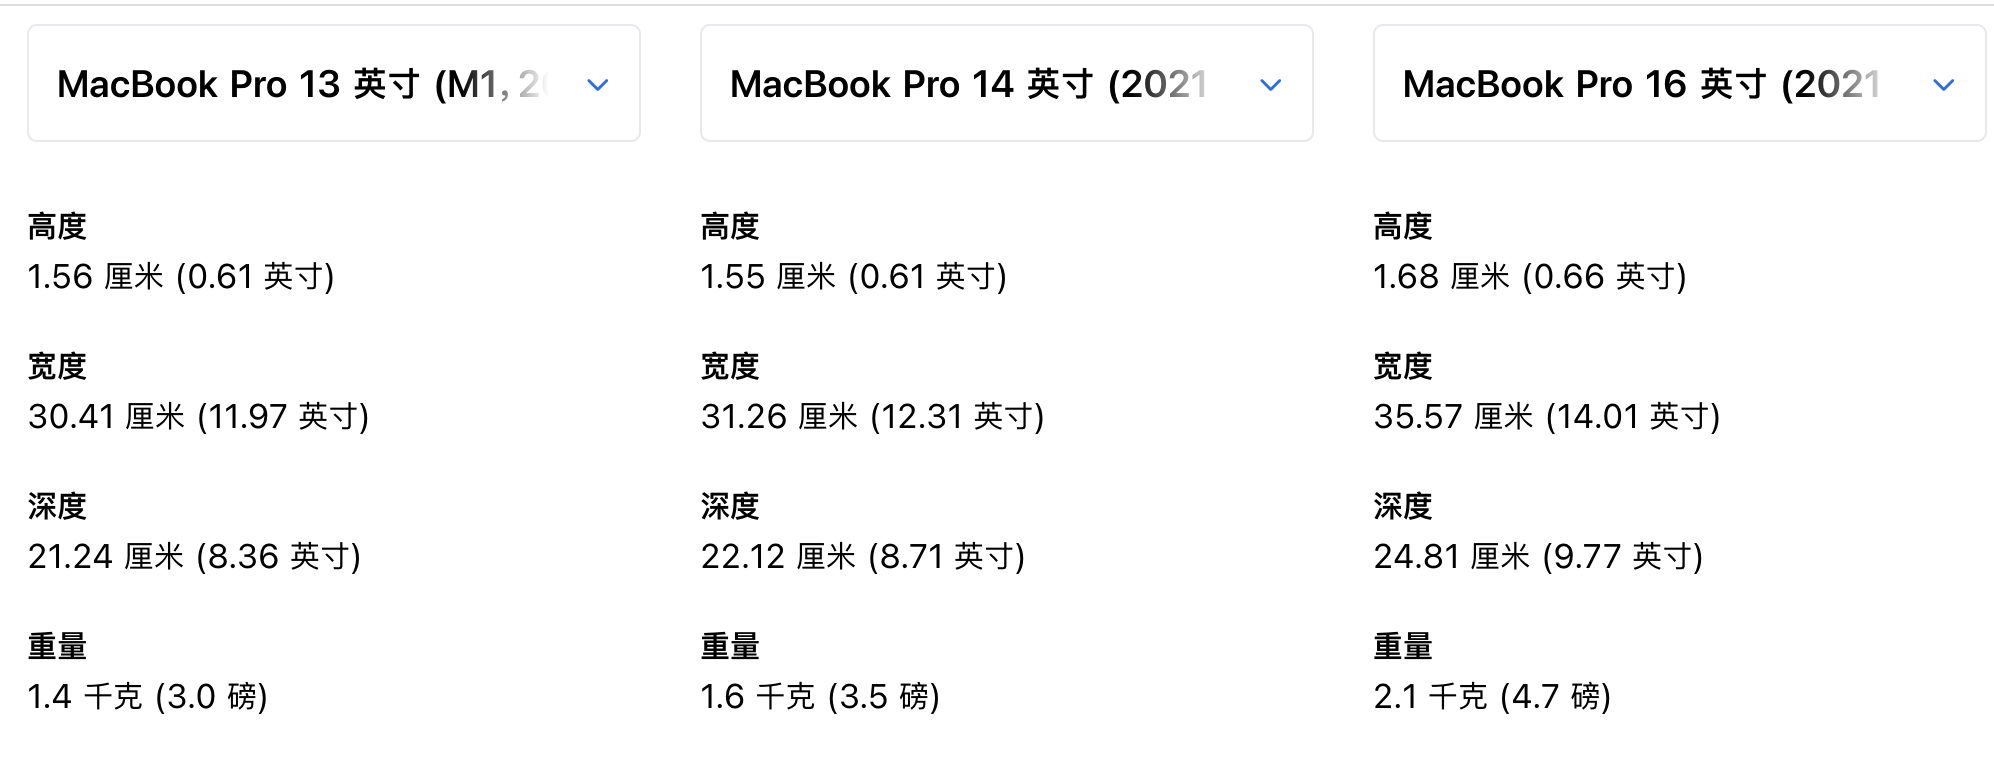 MacBook Pro 13 英寸 (M1,
高度
1.56 厘米 (0.61 英寸)
宽度
30.41 厘米 (11.97 英寸)
深度
21.24 厘米 (8.36 英寸)
重量
1.4 千克 (3.0 磅)
MacBook Pro 14 英寸 (2021
高度
1.55 厘米 (0.61 英寸)
宽度
31.26 厘米 (12.31 英寸)
深度
22.12 厘米 (8.71 英寸)
重量
1.6 千克 (3.5 磅)
MacBook Pro 16 英寸 (2021
高度
1.68 厘米 (0.66 英寸)
宽度
35.57 厘米 (14.01 英寸)
深度
24.81 厘米 (9.77 英寸)
重量
2.1 千克 (4.7 磅)